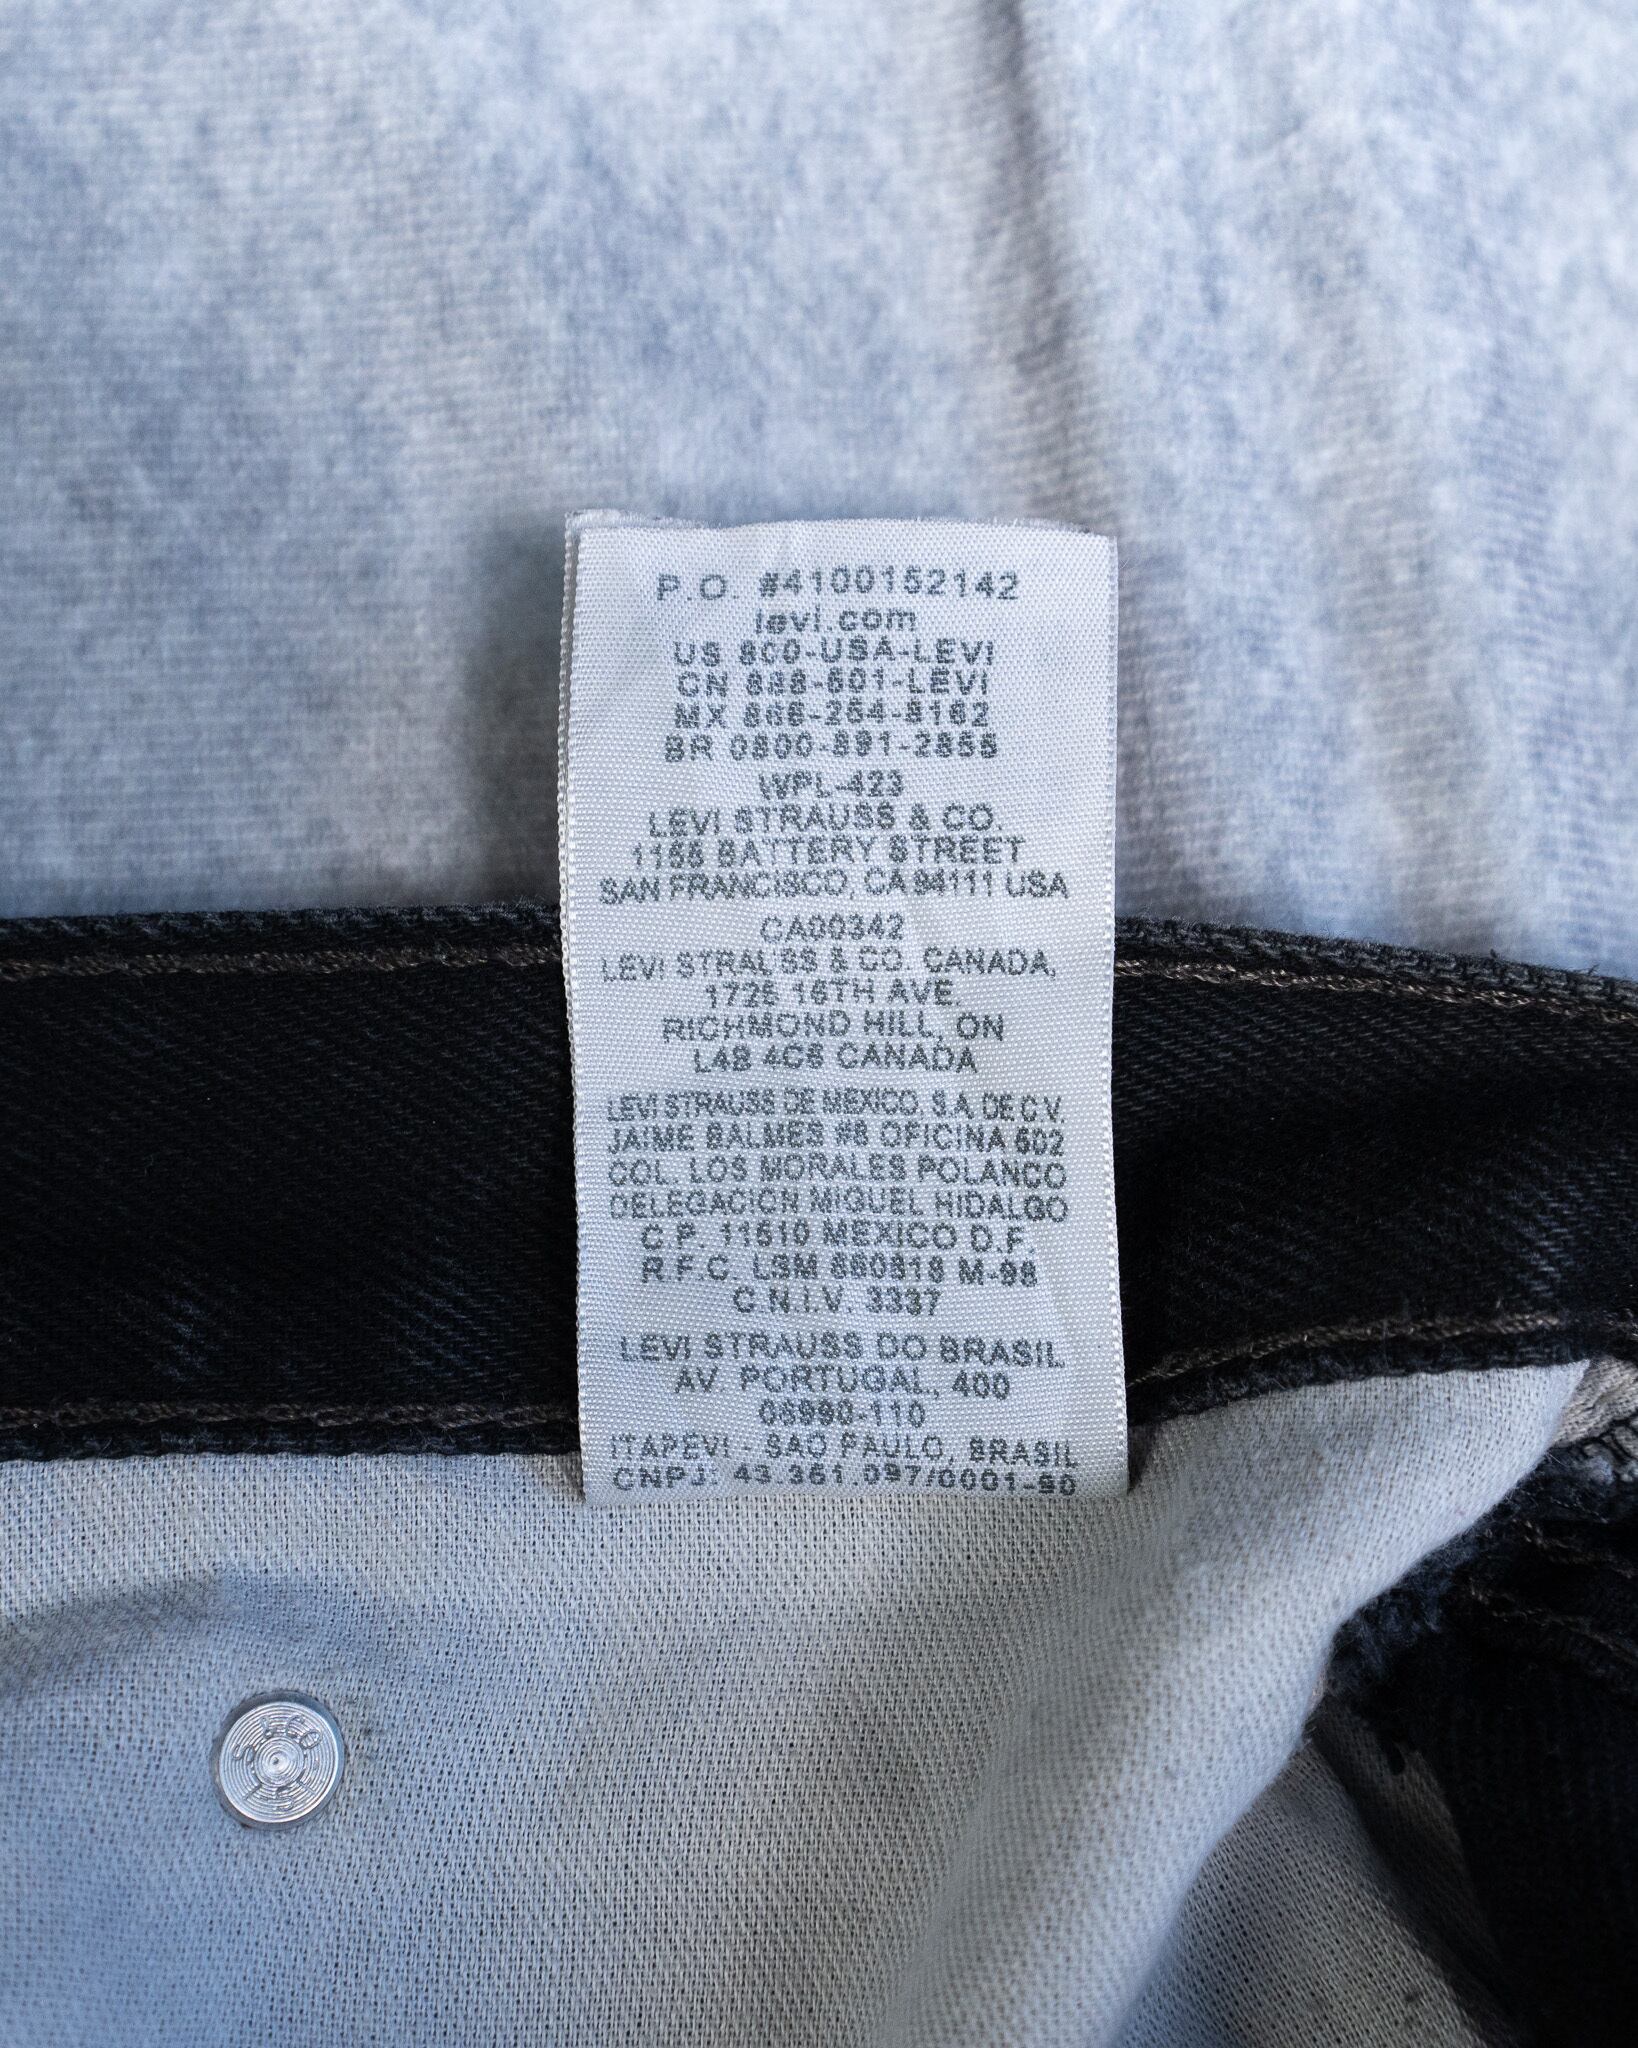 P.O. #4100152142
levi.com
US 800-USA-LEVI
CN 888-501-LEVI
MX 866-254-8162
BR 0800-891-2855
WPL-423
LEVI STRAUSS & CO.
1155 BATTERY STREET
SAN FRANCISCO, CA 94111 USA
CA00342
LEVI STRAUSS & CO. CANADA,
1725 16TH AVE.
RICHMOND HILL, ON
L4B 4C6 CANADA
LEVI STRAUSS DE MEXICO, S.A. DE C.V.
JAIME BALMES #8 OFICINA 602
COL. LOS MORALES POLANCO
DELEGACION MIGUEL HIDALGO
C.P. 11510 MEXICO D.F.
R.F.C. LSM 650818 M-98
C.N.I.V. 3337
LEVI STRAUSS DO BRASIL
AV. PORTUGAL, 400
06990-110
ITAPEVI - SAO PAULO, BRASIL
CNPJ: 43.361.097/0001-90